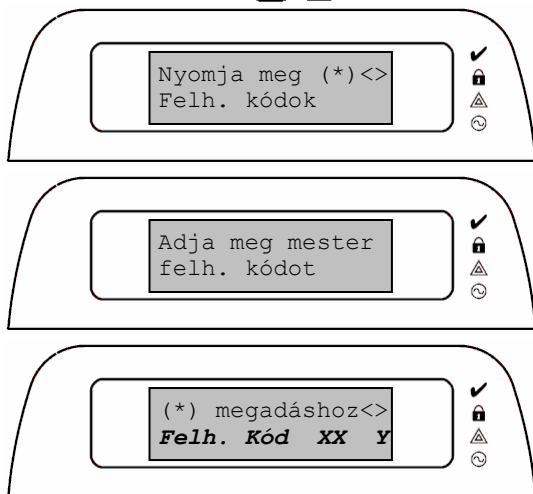 Nyomja meg (*)<>
Felh. kódok
Adja meg mester
felh. kódot
(*) megadáshoz<>
Felh. Kód XX Y